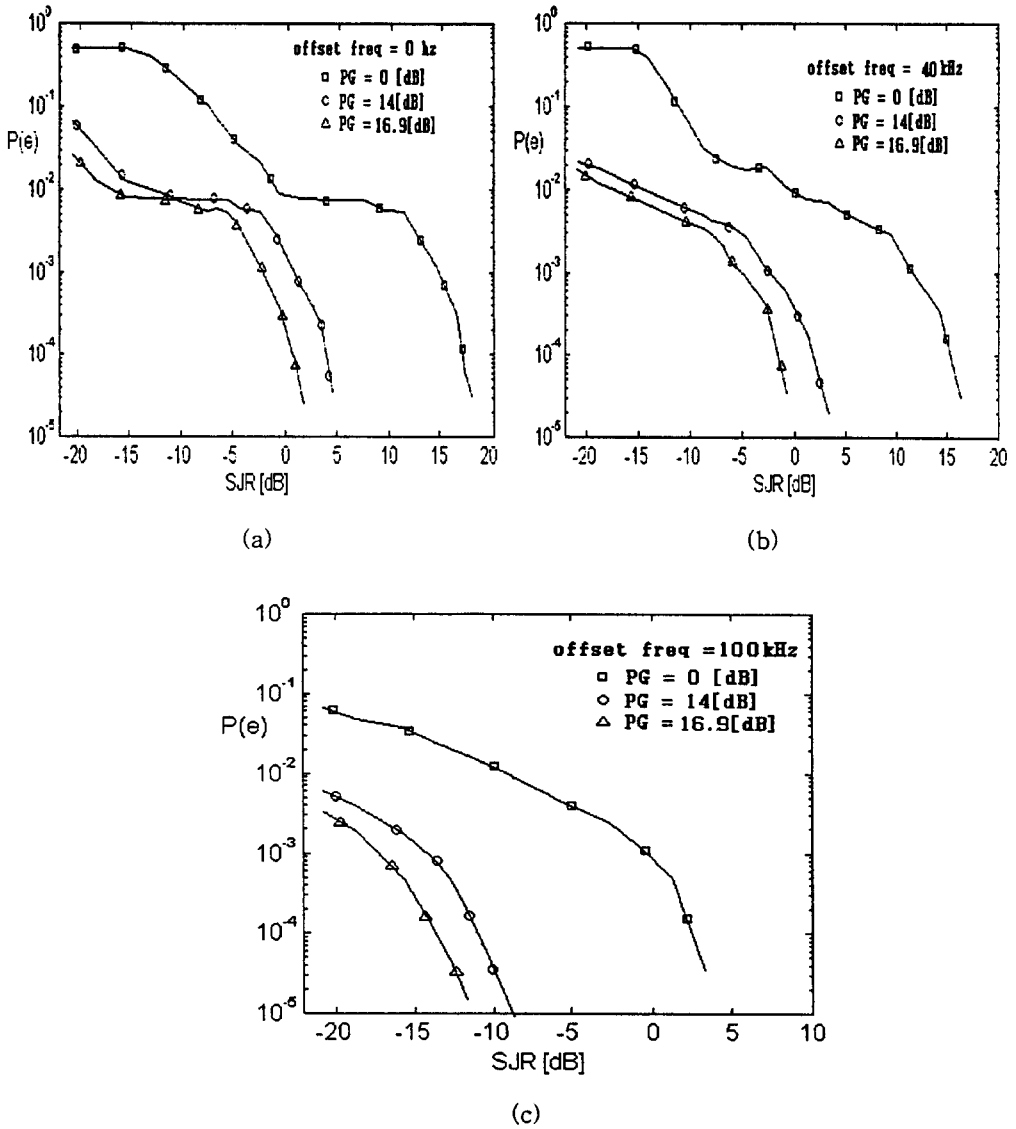 10^0
10^-1
P(e)
10^-2
10^-3
10^-4
10^-5
offset freq = 0 hz
PG = 0 [dB]
PG = 14[dB]
PG = 16.9[dB]
-20 -15 -10 -5 0 5 10 15 20
SJR [dB]
(a)
10^0
10^-1
P(e)
10^-2
10^-3
10^-4
10^-5
offset freq = 40kHz
PG = 0 [dB]
PG = 14[dB]
PG = 16.9[dB]
-20 -15 -10 -5 0 5 10 15 20
SJR [dB]
(b)
10^0
10^-1
P(e)
10^-2
10^-3
10^-4
10^-5
offset freq =100kHz
PG = 0 [dB]
PG = 14[dB]
PG = 16.9[dB]
-20 -15 -10 -5 0 5 10
SJR [dB]
(c)